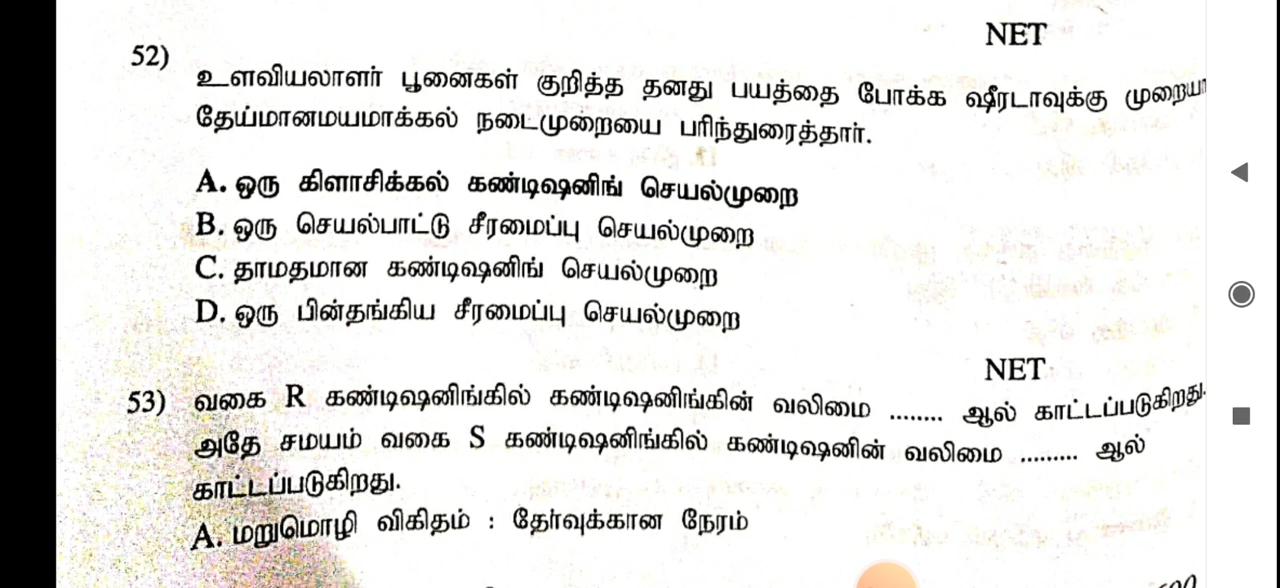 NET
52)
உளவியலாளர் பூனைகள் குறித்த தனது பயத்தை போக்க ஷீரடாவுக்கு
தேய்மானமயமாக்கல் நடைமுறையை பரிந்துரைத்தார்.
A. ஒரு கிளாசிக்கல் கண்டிஷனிங் செயல்முறை
B. ஒரு செயல்பாட்டு சீரமைப்பு செயல்முறை
C. தாமதமான கண்டிஷனிங் செயல்முறை
D. ஒரு பின்தங்கிய சீரமைப்பு செயல்முறை
NET
53) வகை R கண்டிஷனிங்கில் கண்டிஷனிங்கின் வலிமை ........ ஆல் காட்டப்படுகிறது.
அதே சமயம் வகை S கண்டிஷனிங்கில் கண்டிஷனின் வலிமை ......... ஆல்
காட்டப்படுகிறது.
A. மறுமொழி விகிதம் : தேர்வுக்கான நேரம்